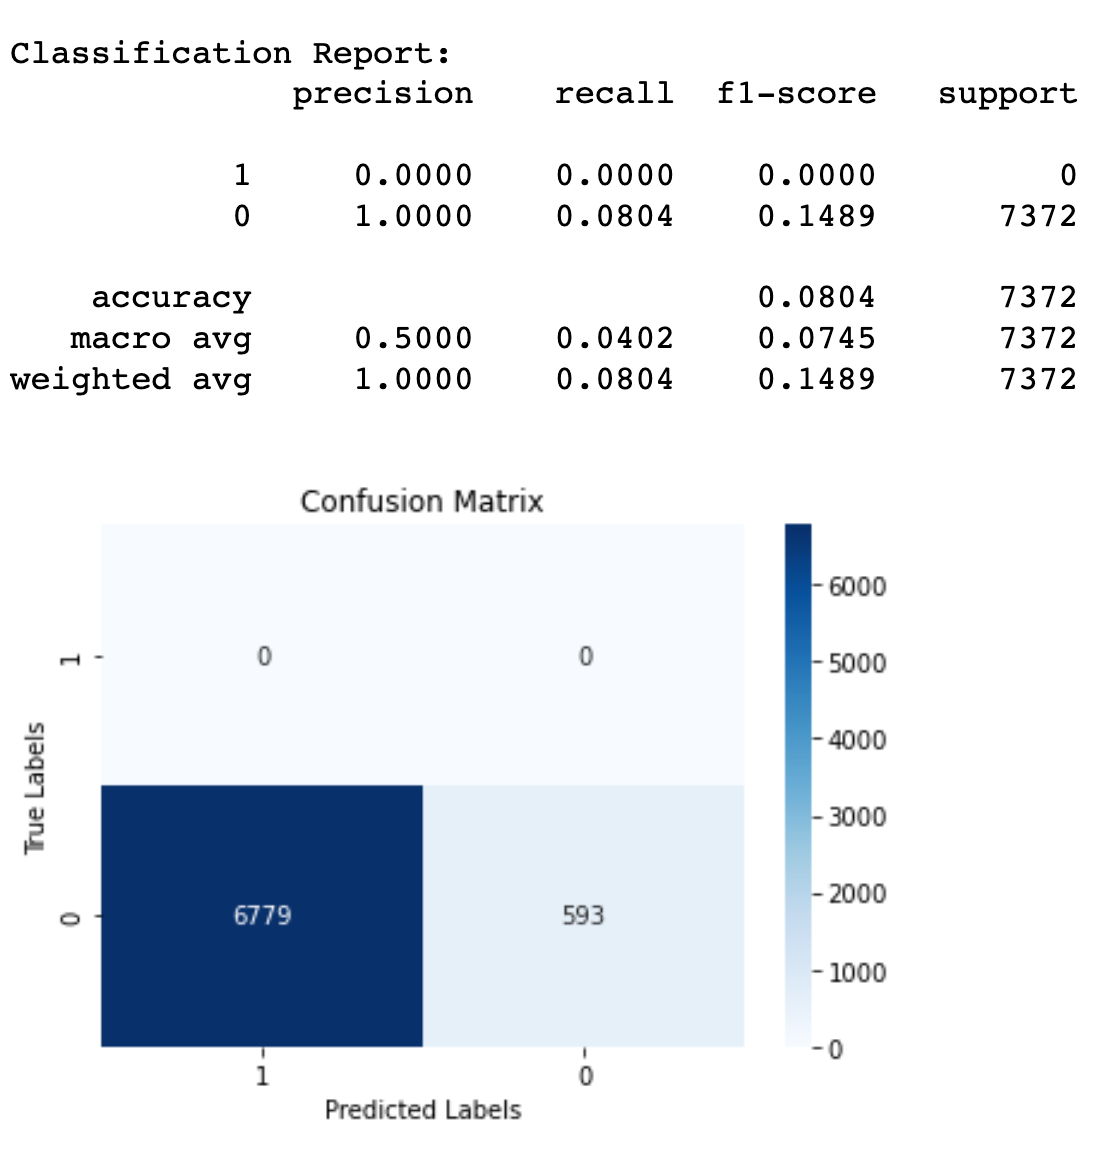 Classification Report:
precision recall f1-score support
1 0.0000 0.0000 0.0000 0
0 1.0000 0.0804 0.1489 7372
accuracy 0.0804 7372
macro avg 0.5000 0.0402 0.0745 7372
weighted avg 1.0000 0.0804 0.1489 7372
Confusion Matrix
True Labels
1
0
0 0
6779 593
1 0
Predicted Labels
6000
5000
4000
3000
2000
1000
0